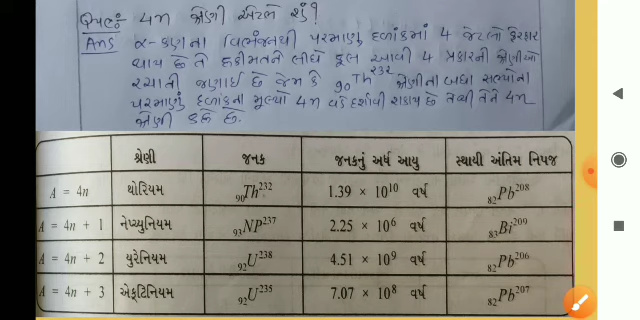 પ્રશ્ન: 4n શ્રેણી એટલે શું?
Ans α-કણના વિભંજનથી પરમાણુ દળાંકમાં 4 જેટલો ફેરફાર
થાય છે તે હકીમતને લીધે કુલ આવી 4 પ્રકારની શ્રેણીઓ
રચાતી જણાઈ છે જેમ કે ₉₀Th²³² શ્રેણીના બધા સભ્યોના
પરમાણું દળાંકના મૂલ્યો 4n વડે દર્શાવી શકાય છે તેથી તેને 4n
શ્રેણી કહે છે.
શ્રેણી જનક જનકનું અર્ધ આયુ સ્થાયી અંતિમ નિપજ
A = 4n થોરિયમ ₉₀Th²³² 1.39 × 10¹⁰ વર્ષ ₈₂Pb²⁰⁸
A = 4n + 1 નેપ્ચ્યુનિયમ ₉₃NP²³⁷ 2.25 × 10⁶ વર્ષ ₈₃Bi²⁰⁹
A = 4n + 2 યુરેનિયમ ₉₂U²³⁸ 4.51 × 10⁹ વર્ષ ₈₂Pb²⁰⁶
A = 4n + 3 એક્ટિનિયમ ₉₂U²³⁵ 7.07 × 10⁸ વર્ષ ₈₂Pb²⁰⁷